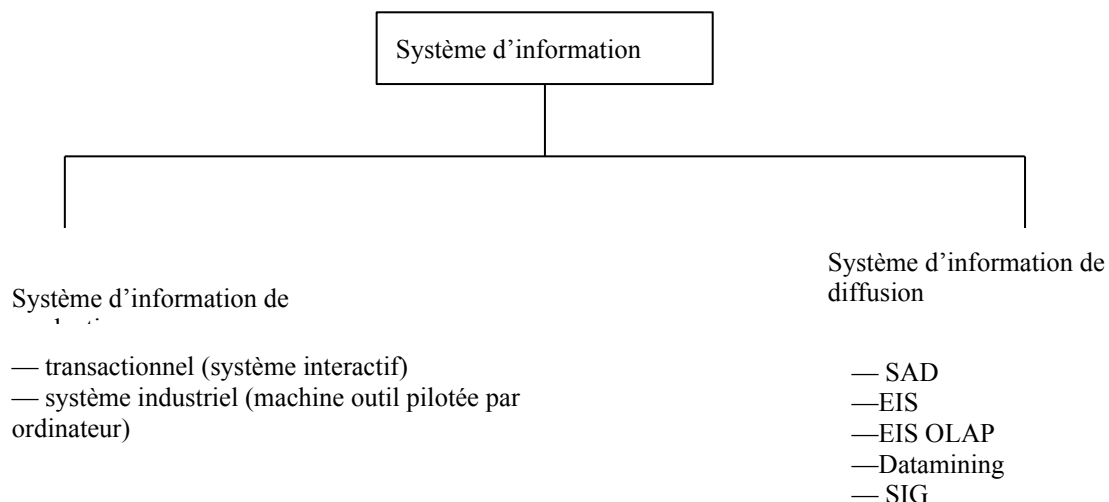 Système d’information
Système d’information de
— transactionnel (système interactif)
— système industriel (machine outil pilotée par
ordinateur)
Système d’information de
diffusion
— SAD
—EIS
—EIS OLAP
—Datamining
— SIG